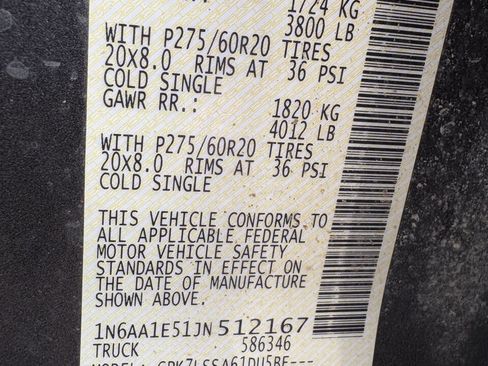 1724 KG
3800 LB
WITH P275/60R20 TIRES
20X8.0 RIMS AT 36 PSI
COLD SINGLE
GAWR RR.: 1820 KG
4012 LB
WITH P275/60R20 TIRES
20X8.0 RIMS AT 36 PSI
COLD SINGLE
THIS VEHICLE CONFORMS TO
ALL APPLICABLE FEDERAL
MOTOR VEHICLE SAFETY
STANDARDS IN EFFECT ON
THE DATE OF MANUFACTURE
SHOWN ABOVE.
1N6AA1E51JN512167
TRUCK 586346